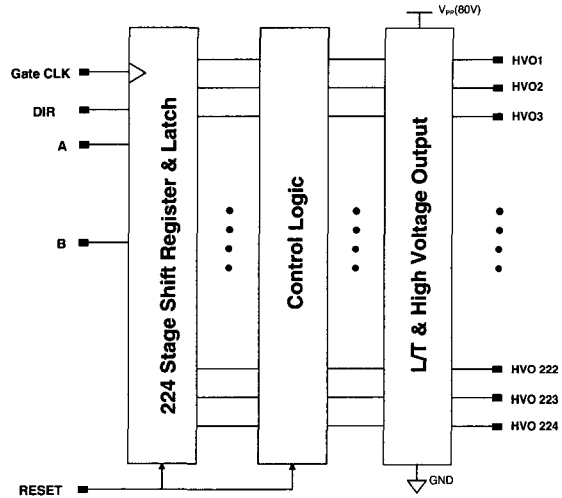 V_PP(80V)
Gate CLK
DIR
A
B
RESET
224 Stage Shift Register & Latch
Control Logic
L/T & High Voltage Output
HVO1
HVO2
HVO3
HVO 222
HVO 223
HVO 224
GND